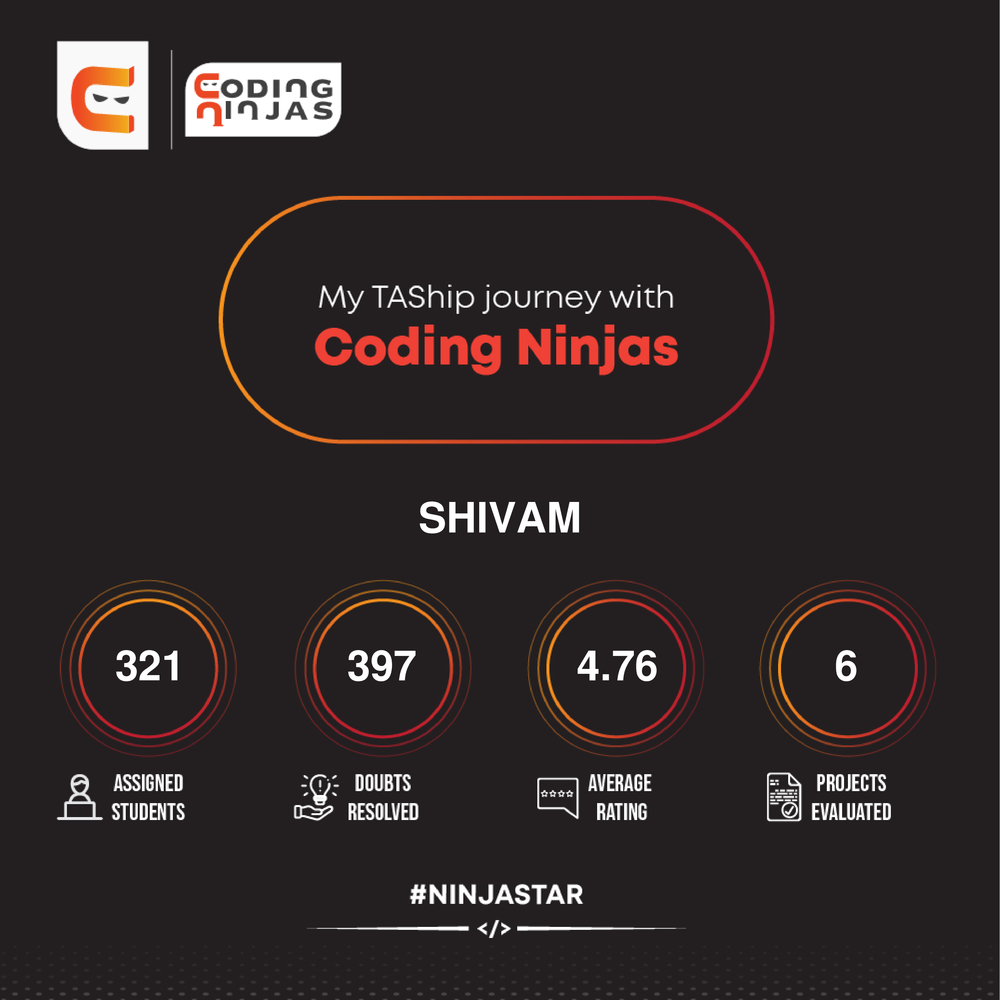 CODING
NINJAS
My TAShip journey with
Coding Ninjas
SHIVAM
321
397
4.76
6
ASSIGNED
STUDENTS
DOUBTS
RESOLVED
AVERAGE
RATING
PROJECTS
EVALUATED
#NINJASTAR
</>